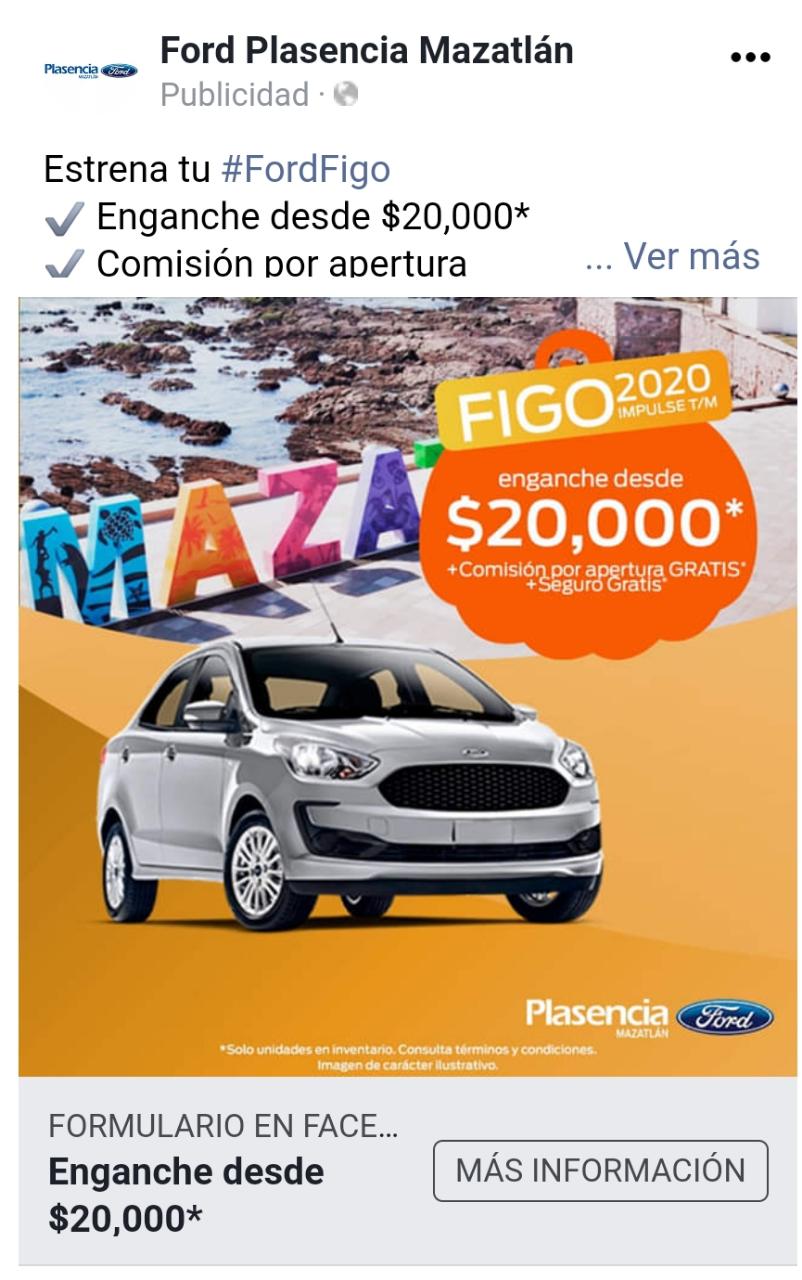 Plasencia Ford
MAZATLÁN
Ford Plasencia Mazatlán
Publicidad ·
Estrena tu #FordFigo
✔ Enganche desde $20,000*
✔ Comisión por apertura
... Ver más
MAZAT
FIGO 2020
IMPULSE T/M
enganche desde
$20,000*
+Comisión por apertura GRATIS*
+Seguro Gratis*
Plasencia Ford
MAZATLÁN
*Solo unidades en inventario. Consulta términos y condiciones.
Imagen de carácter ilustrativo.
FORMULARIO EN FACE...
Enganche desde
$20,000*
MÁS INFORMACIÓN